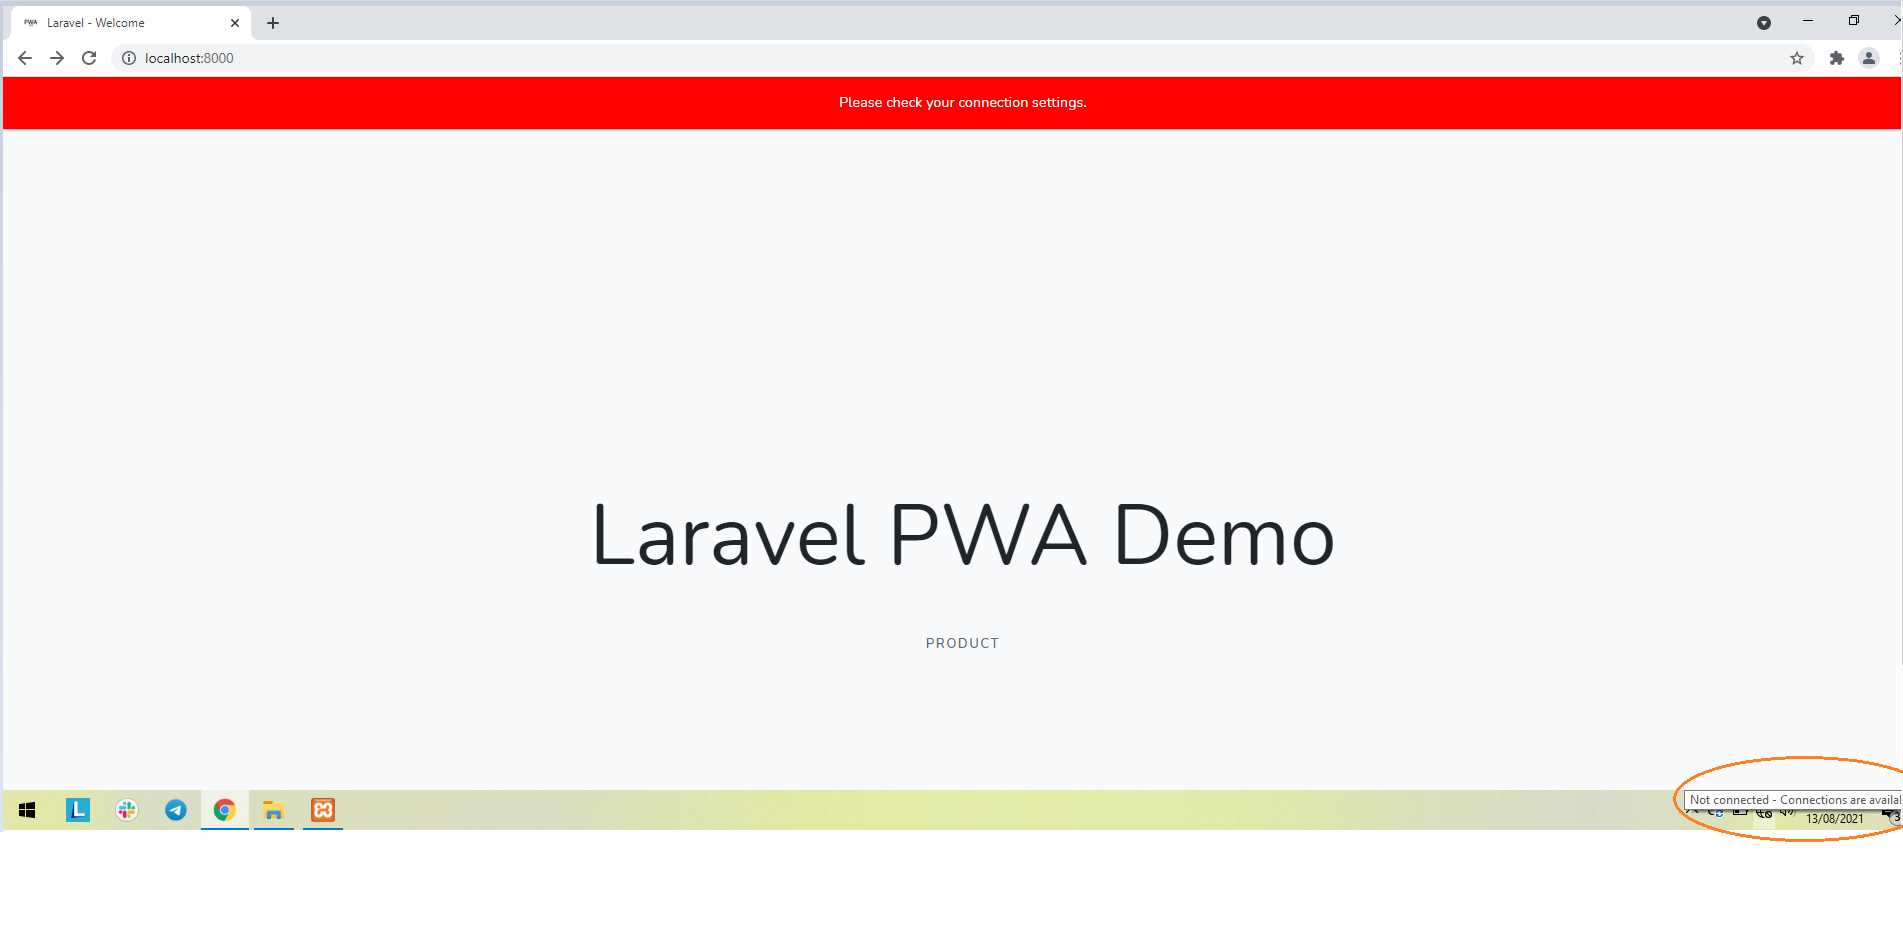 PWA Laravel - Welcome
localhost:8000
Please check your connection settings.
Laravel PWA Demo
PRODUCT
L
Not connected - Connections are
13/08/2021
3